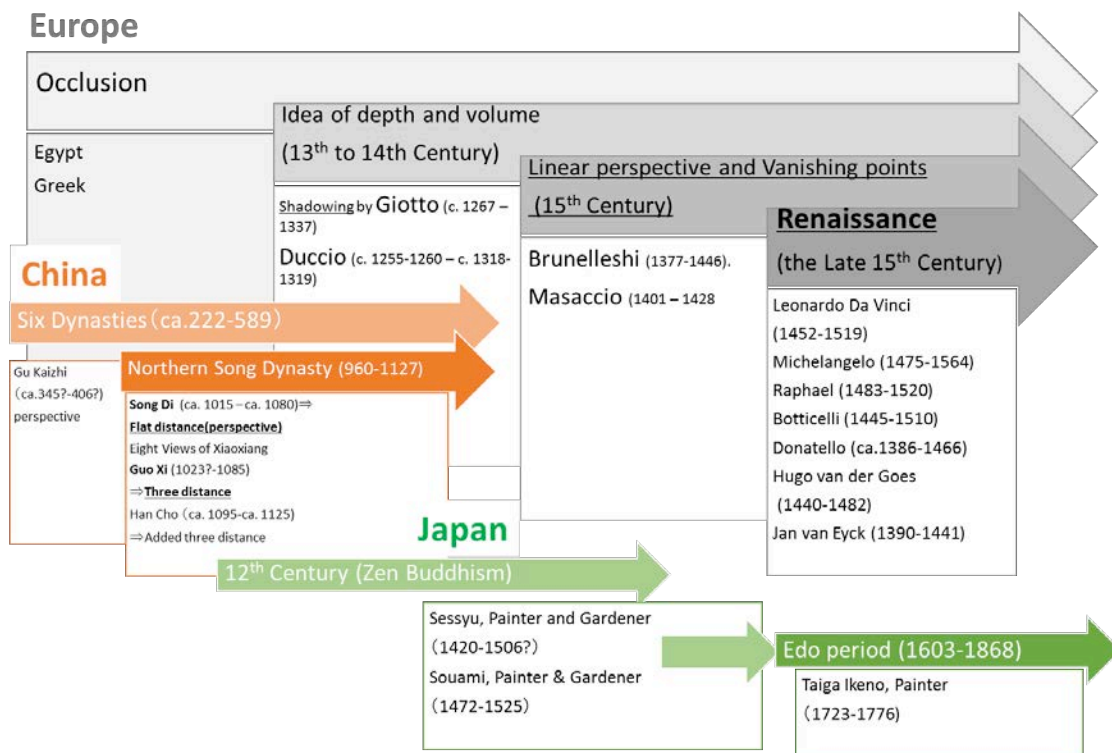 Europe
Occlusion
Egypt
Greek
Idea of depth and volume
(13th to 14th Century)
Shadowing by Giotto (c. 1267 –
1337)
Duccio (c. 1255-1260 – c. 1318-
1319)
Linear perspective and Vanishing points
(15th Century)
Brunelleshi (1377-1446).
Masaccio (1401 – 1428
Renaissance
(the Late 15th Century)
Leonardo Da Vinci
(1452-1519)
Michelangelo (1475-1564)
Raphael (1483-1520)
Botticelli (1445-1510)
Donatello (ca.1386-1466)
Hugo van der Goes
(1440-1482)
Jan van Eyck (1390-1441)
China
Six Dynasties(ca.222-589)
Gu Kaizhi
(ca.345?-406?)
perspective
Northern Song Dynasty (960-1127)
Song Di (ca. 1015 – ca. 1080)⇒
Flat distance(perspective)
Eight Views of Xiaoxiang
Guo Xi (1023?-1085)
⇒Three distance
Han Cho (ca. 1095-ca. 1125)
⇒Added three distance
Japan
12th Century (Zen Buddhism)
Sessyu, Painter and Gardener
(1420-1506?)
Souami, Painter & Gardener
(1472-1525)
Edo period (1603-1868)
Taiga Ikeno, Painter
(1723-1776)